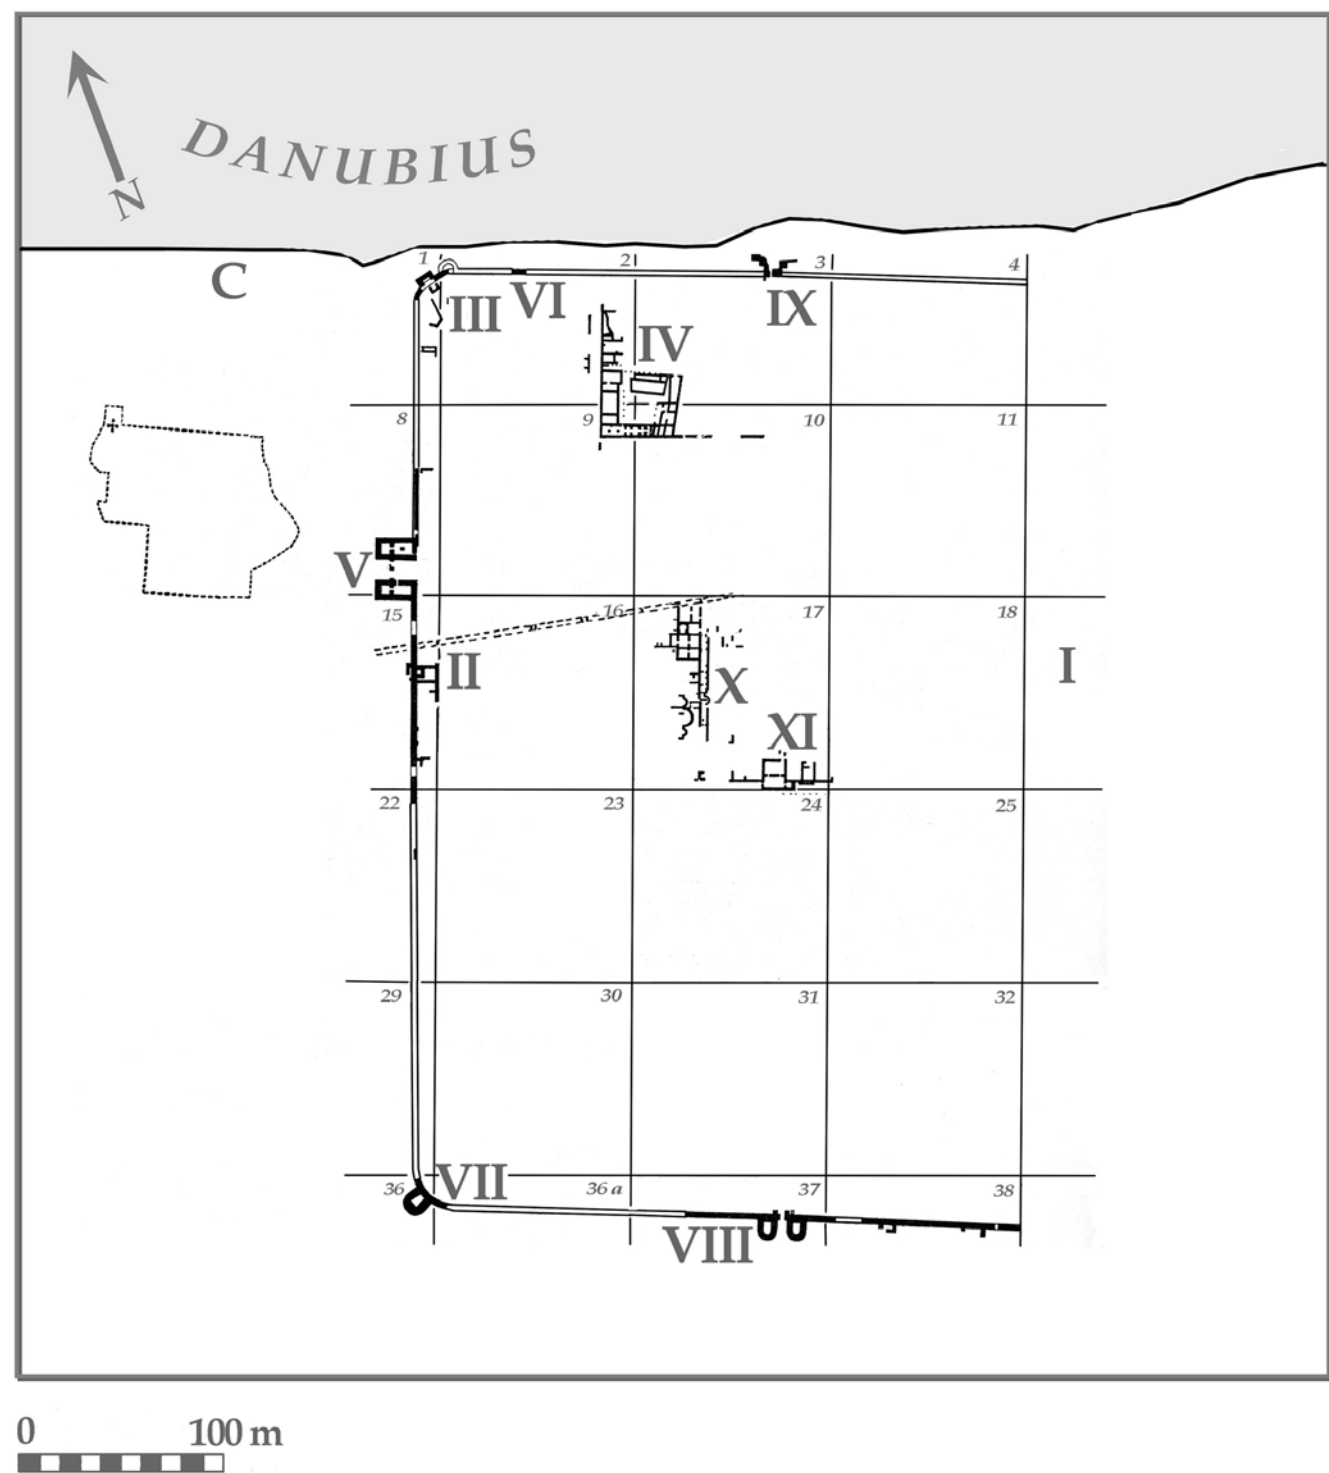 DANUBIUS
N
C
1 2 3 4
III VI IX
IV
8 9 10 11
V
15 16 17 18
II X I
XI
22 23 24 25
29 30 31 32
36 VII 36 a 37 38
VIII
0 100 m